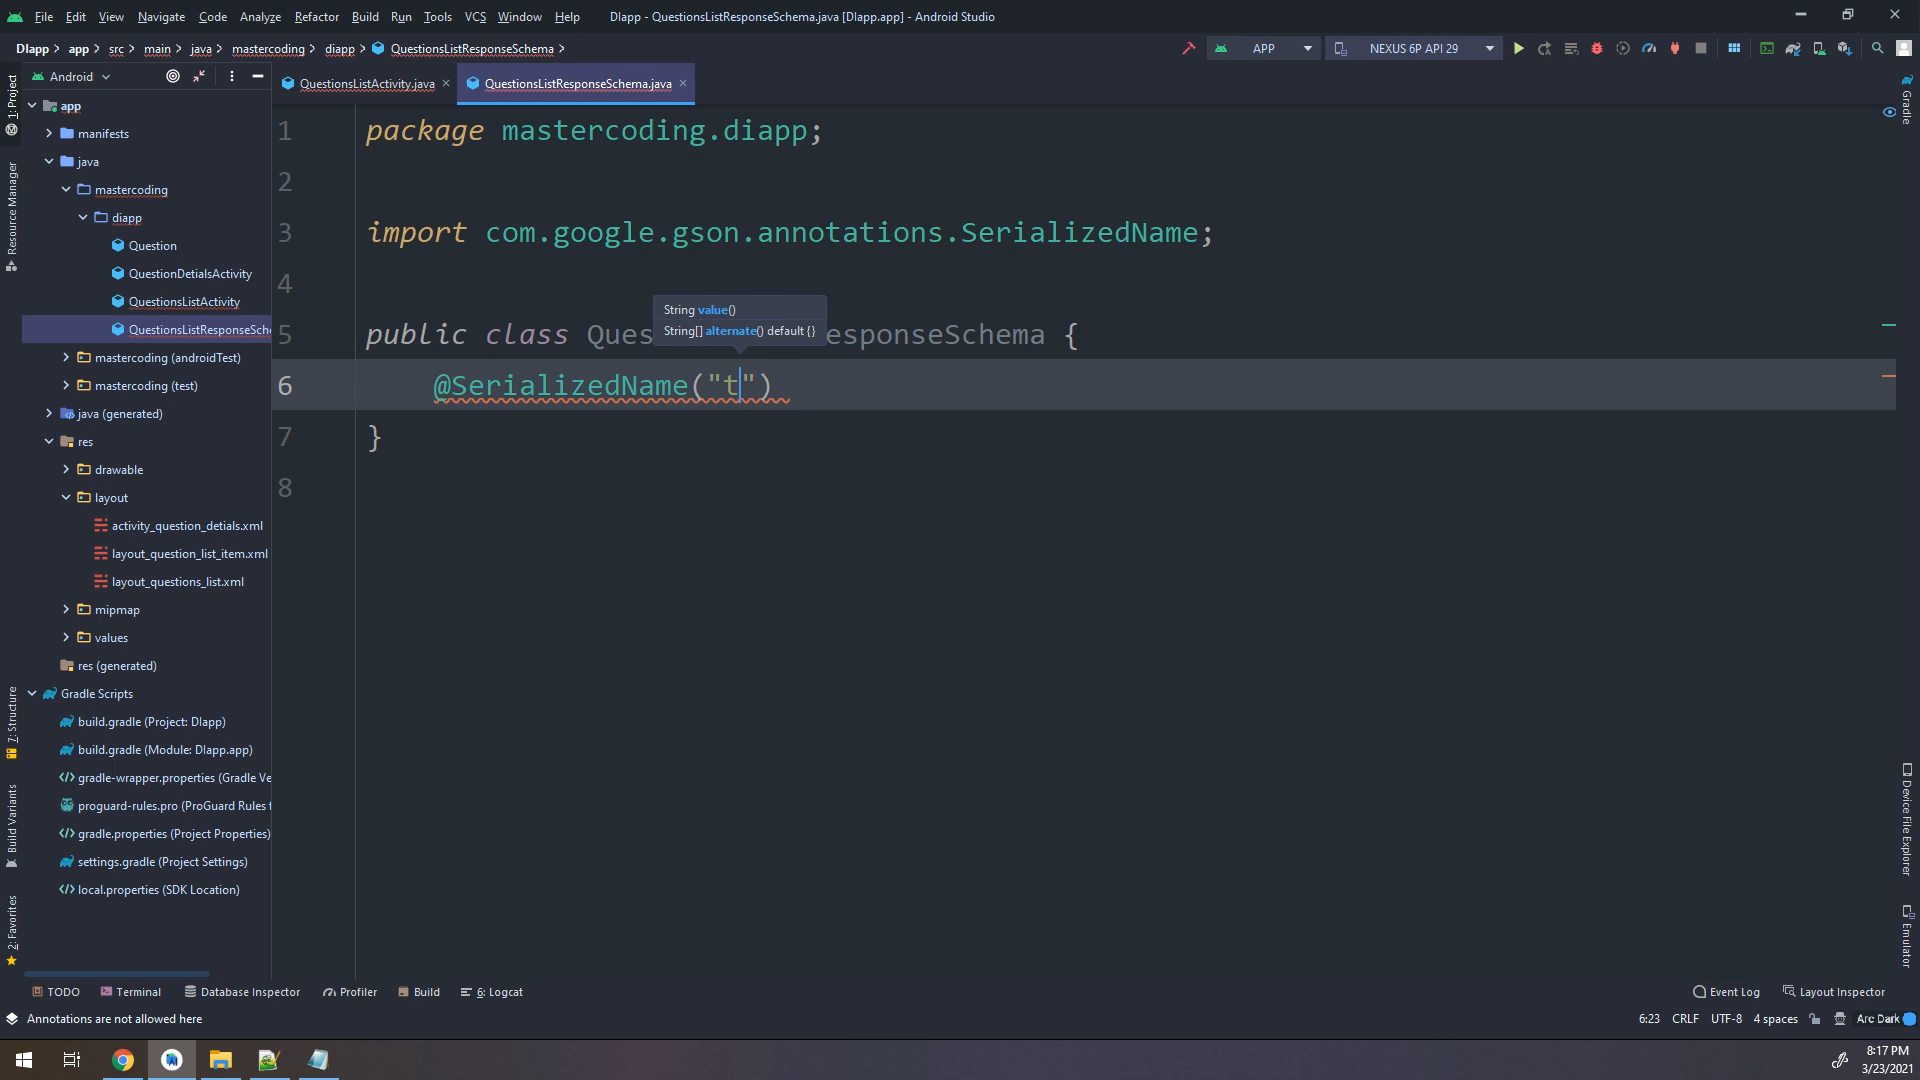 File Edit View Navigate Code Analyze Refactor Build Run Tools VCS Window Help DIapp - QuestionsListResponseSchema.java [DIapp.app] - Android Studio
DIapp app src main java mastercoding diapp QuestionsListResponseSchema APP NEXUS 6P API 29
Android
QuestionsListActivity.java
QuestionsListResponseSchema.java
1: Project
Resource Manager
7: Structure
Build Variants
2: Favorites
app
manifests
java
mastercoding
diapp
Question
QuestionDetialsActivity
QuestionsListActivity
QuestionsListResponseSche
mastercoding (androidTest)
mastercoding (test)
java (generated)
res
drawable
layout
activity_question_detials.xml
layout_question_list_item.xml
layout_questions_list.xml
mipmap
values
res (generated)
Gradle Scripts
build.gradle (Project: DIapp)
build.gradle (Module: DIapp.app)
gradle-wrapper.properties (Gradle Ve
proguard-rules.pro (ProGuard Rules f
gradle.properties (Project Properties)
settings.gradle (Project Settings)
local.properties (SDK Location)
1 package mastercoding.diapp;
2
3 import com.google.gson.annotations.SerializedName;
4
String value()
String[] alternate() default {}
5 public class Ques esponseSchema {
6 @SerializedName("t")
7 }
8
Gradle
Device File Explorer
Emulator
TODO Terminal Database Inspector Profiler Build 6: Logcat Event Log Layout Inspector
Annotations are not allowed here 6:23 CRLF UTF-8 4 spaces Arc Dark
8:17 PM
3/23/2021